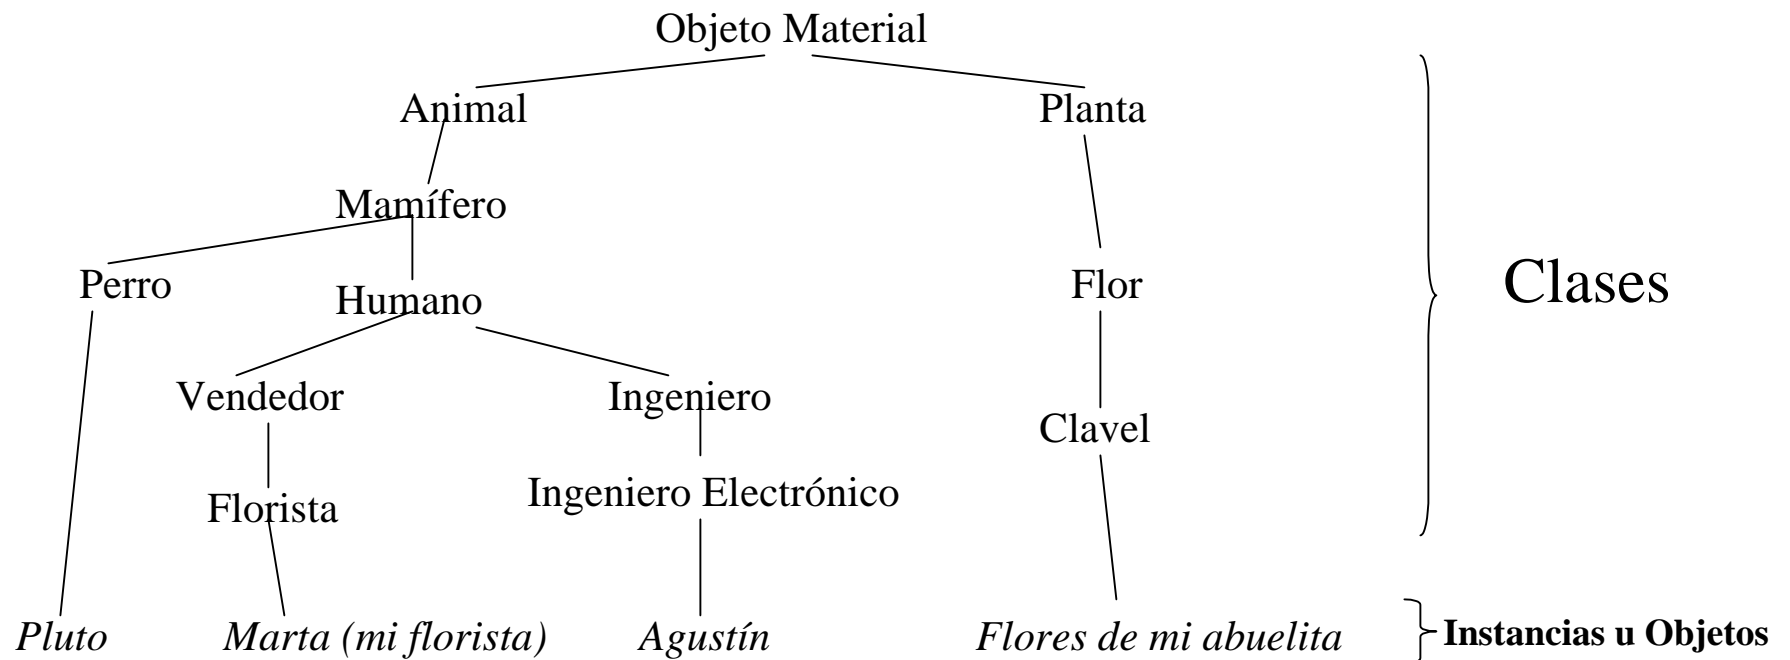 Objeto Material
Animal
Planta
Mamífero
Perro
Humano
Flor
Clases
Vendedor
Ingeniero
Clavel
Florista
Ingeniero Electrónico
Pluto
Marta (mi florista)
Agustín
Flores de mi abuelita
Instancias u Objetos